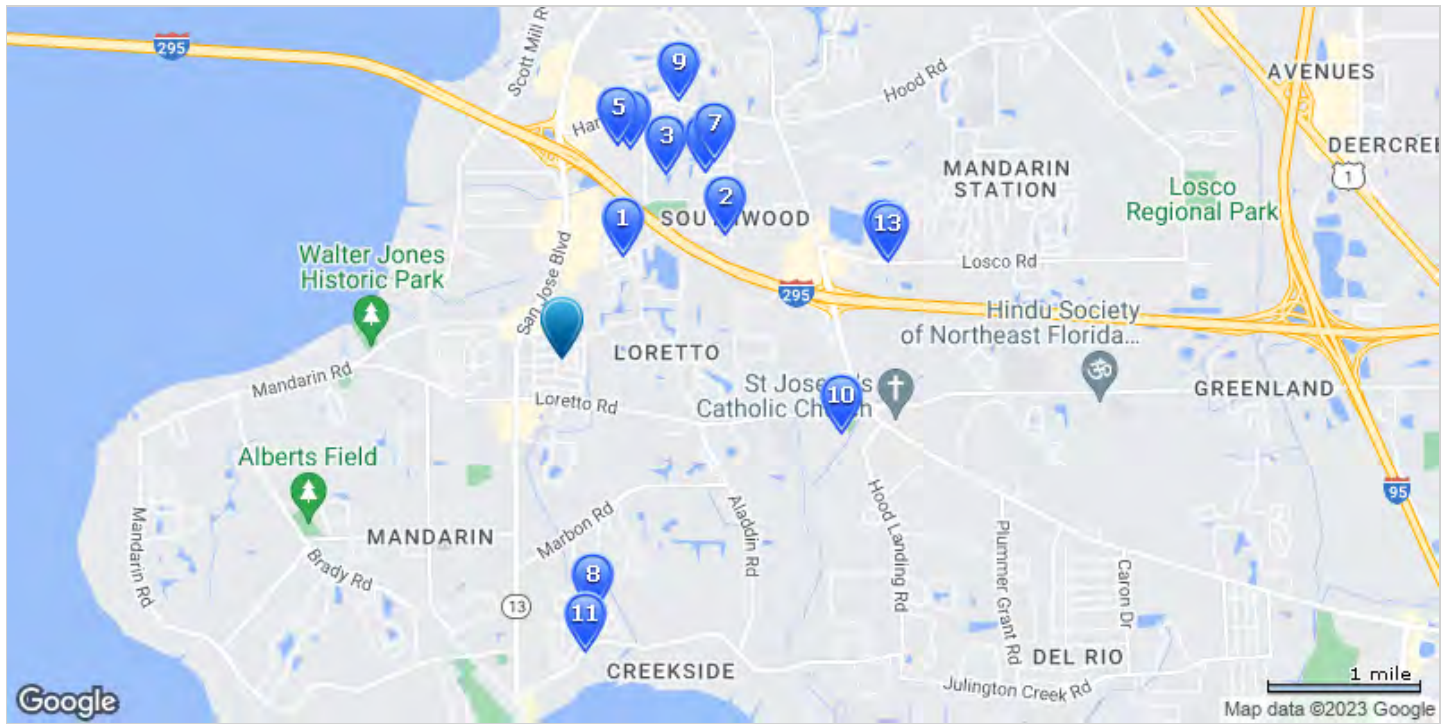 295
Scott Mill R
9
Hood Rd
AVENUES
5
Har
3
7
DEERCREE
1
MANDARIN
STATION
Losco
Regional Park
2
SOUTHWOOD
1
13
Walter Jones
Historic Park
San Jose Blvd
Losco Rd
295
Hindu Society
of Northeast Florida...
LORETTO
Mandarin Rd
St Joseph's
Catholic Church
10
GREENLAND
Loretto Rd
Alberts Field
95
Mandarin Rd
MANDARIN
Marbon Rd
Aladdin Rd
Hood Landing Rd
Plummer Grant Rd
Caron Dr
Brady Rd
8
13
11
CREEKSIDE
DEL RIO
Julington Creek Rd
1 mile
Google
Map data ©2023 Google